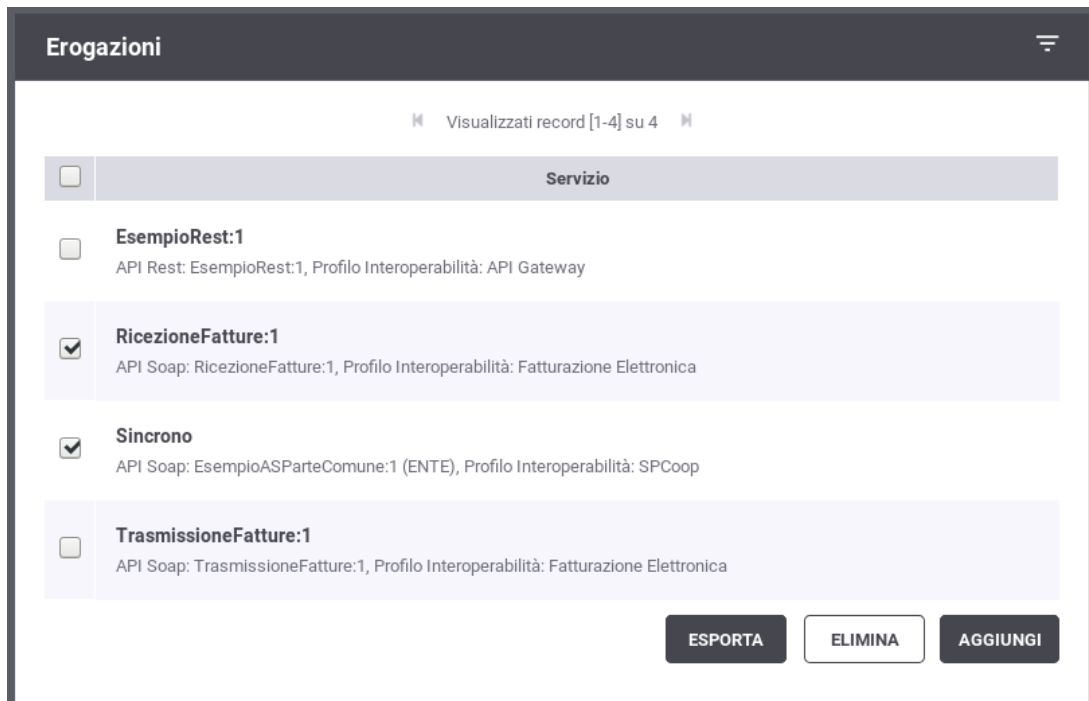 Erogazioni
Visualizzati record [1-4] su 4
Servizio
EsempioRest:1
API Rest: EsempioRest:1, Profilo Interoperabilità: API Gateway
RicezioneFatture:1
API Soap: RicezioneFatture:1, Profilo Interoperabilità: Fatturazione Elettronica
Sincrono
API Soap: EsempioASParteComune:1 (ENTE), Profilo Interoperabilità: SPCoop
TrasmissioneFatture:1
API Soap: TrasmissioneFatture:1, Profilo Interoperabilità: Fatturazione Elettronica
ESPORTA ELIMINA AGGIUNGI